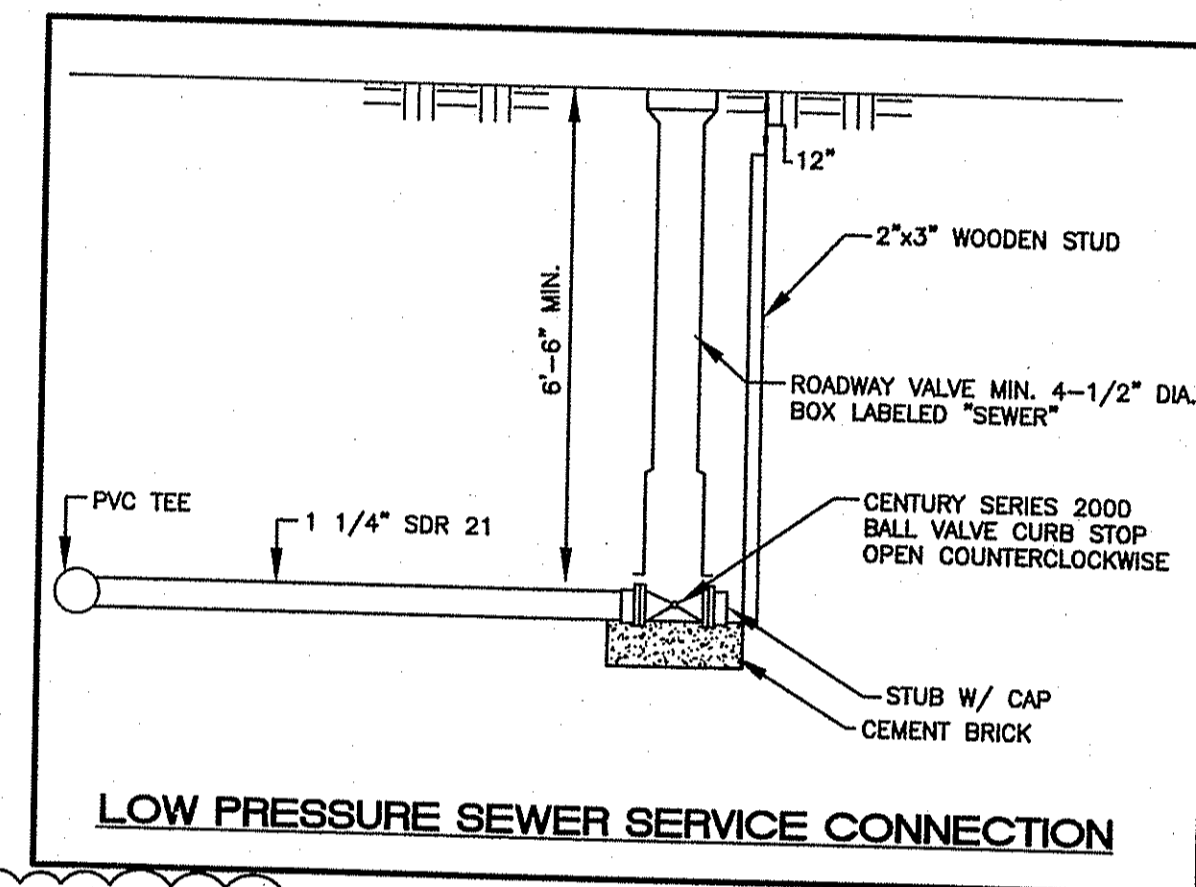 12"
2"x3" WOODEN STUD
6'-6" MIN.
ROADWAY VALVE MIN. 4-1/2" DIA.
BOX LABELED "SEWER"
PVC TEE
1 1/4" SDR 21
CENTURY SERIES 2000
BALL VALVE CURB STOP
OPEN COUNTERCLOCKWISE
STUB W/ CAP
CEMENT BRICK
LOW PRESSURE SEWER SERVICE CONNECTION